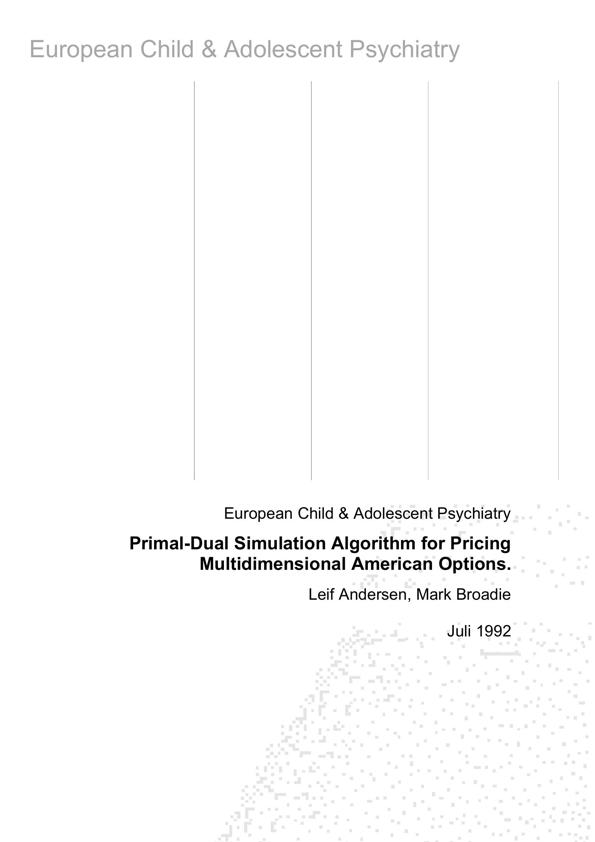 European Child & Adolescent Psychiatry
European Child & Adolescent Psychiatry
Primal-Dual Simulation Algorithm for Pricing
Multidimensional American Options.
Leif Andersen, Mark Broadie
Juli 1992